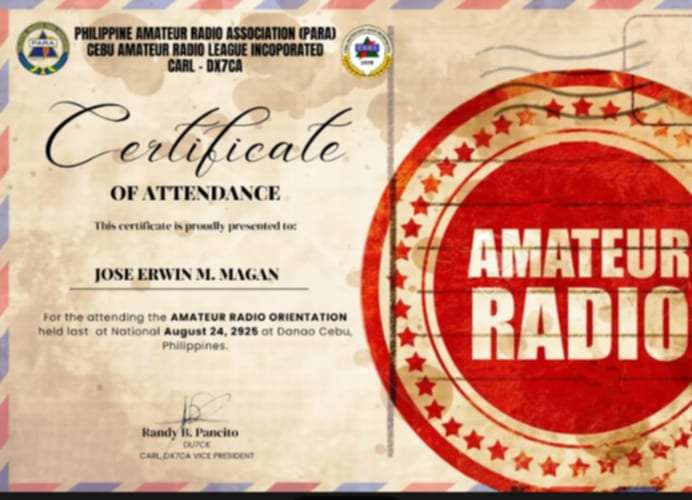 PHILIPPINE AMATEUR RADIO ASSOCIATION (PARA)
CEBU AMATEUR RADIO LEAGUE INCOPORATED
CARL - DX7CA
Certificate
OF ATTENDANCE
This certificate is proudly presented to:
JOSE ERWIN M. MAGAN
For the attending the AMATEUR RADIO ORIENTATION
held last at National August 24, 2925 at Danao Cebu,
Philippines.
Randy B. Pancito
DU7CK
CARL, DX7CA VICE PRESIDENT
PARA
AMATEUR
RADIO